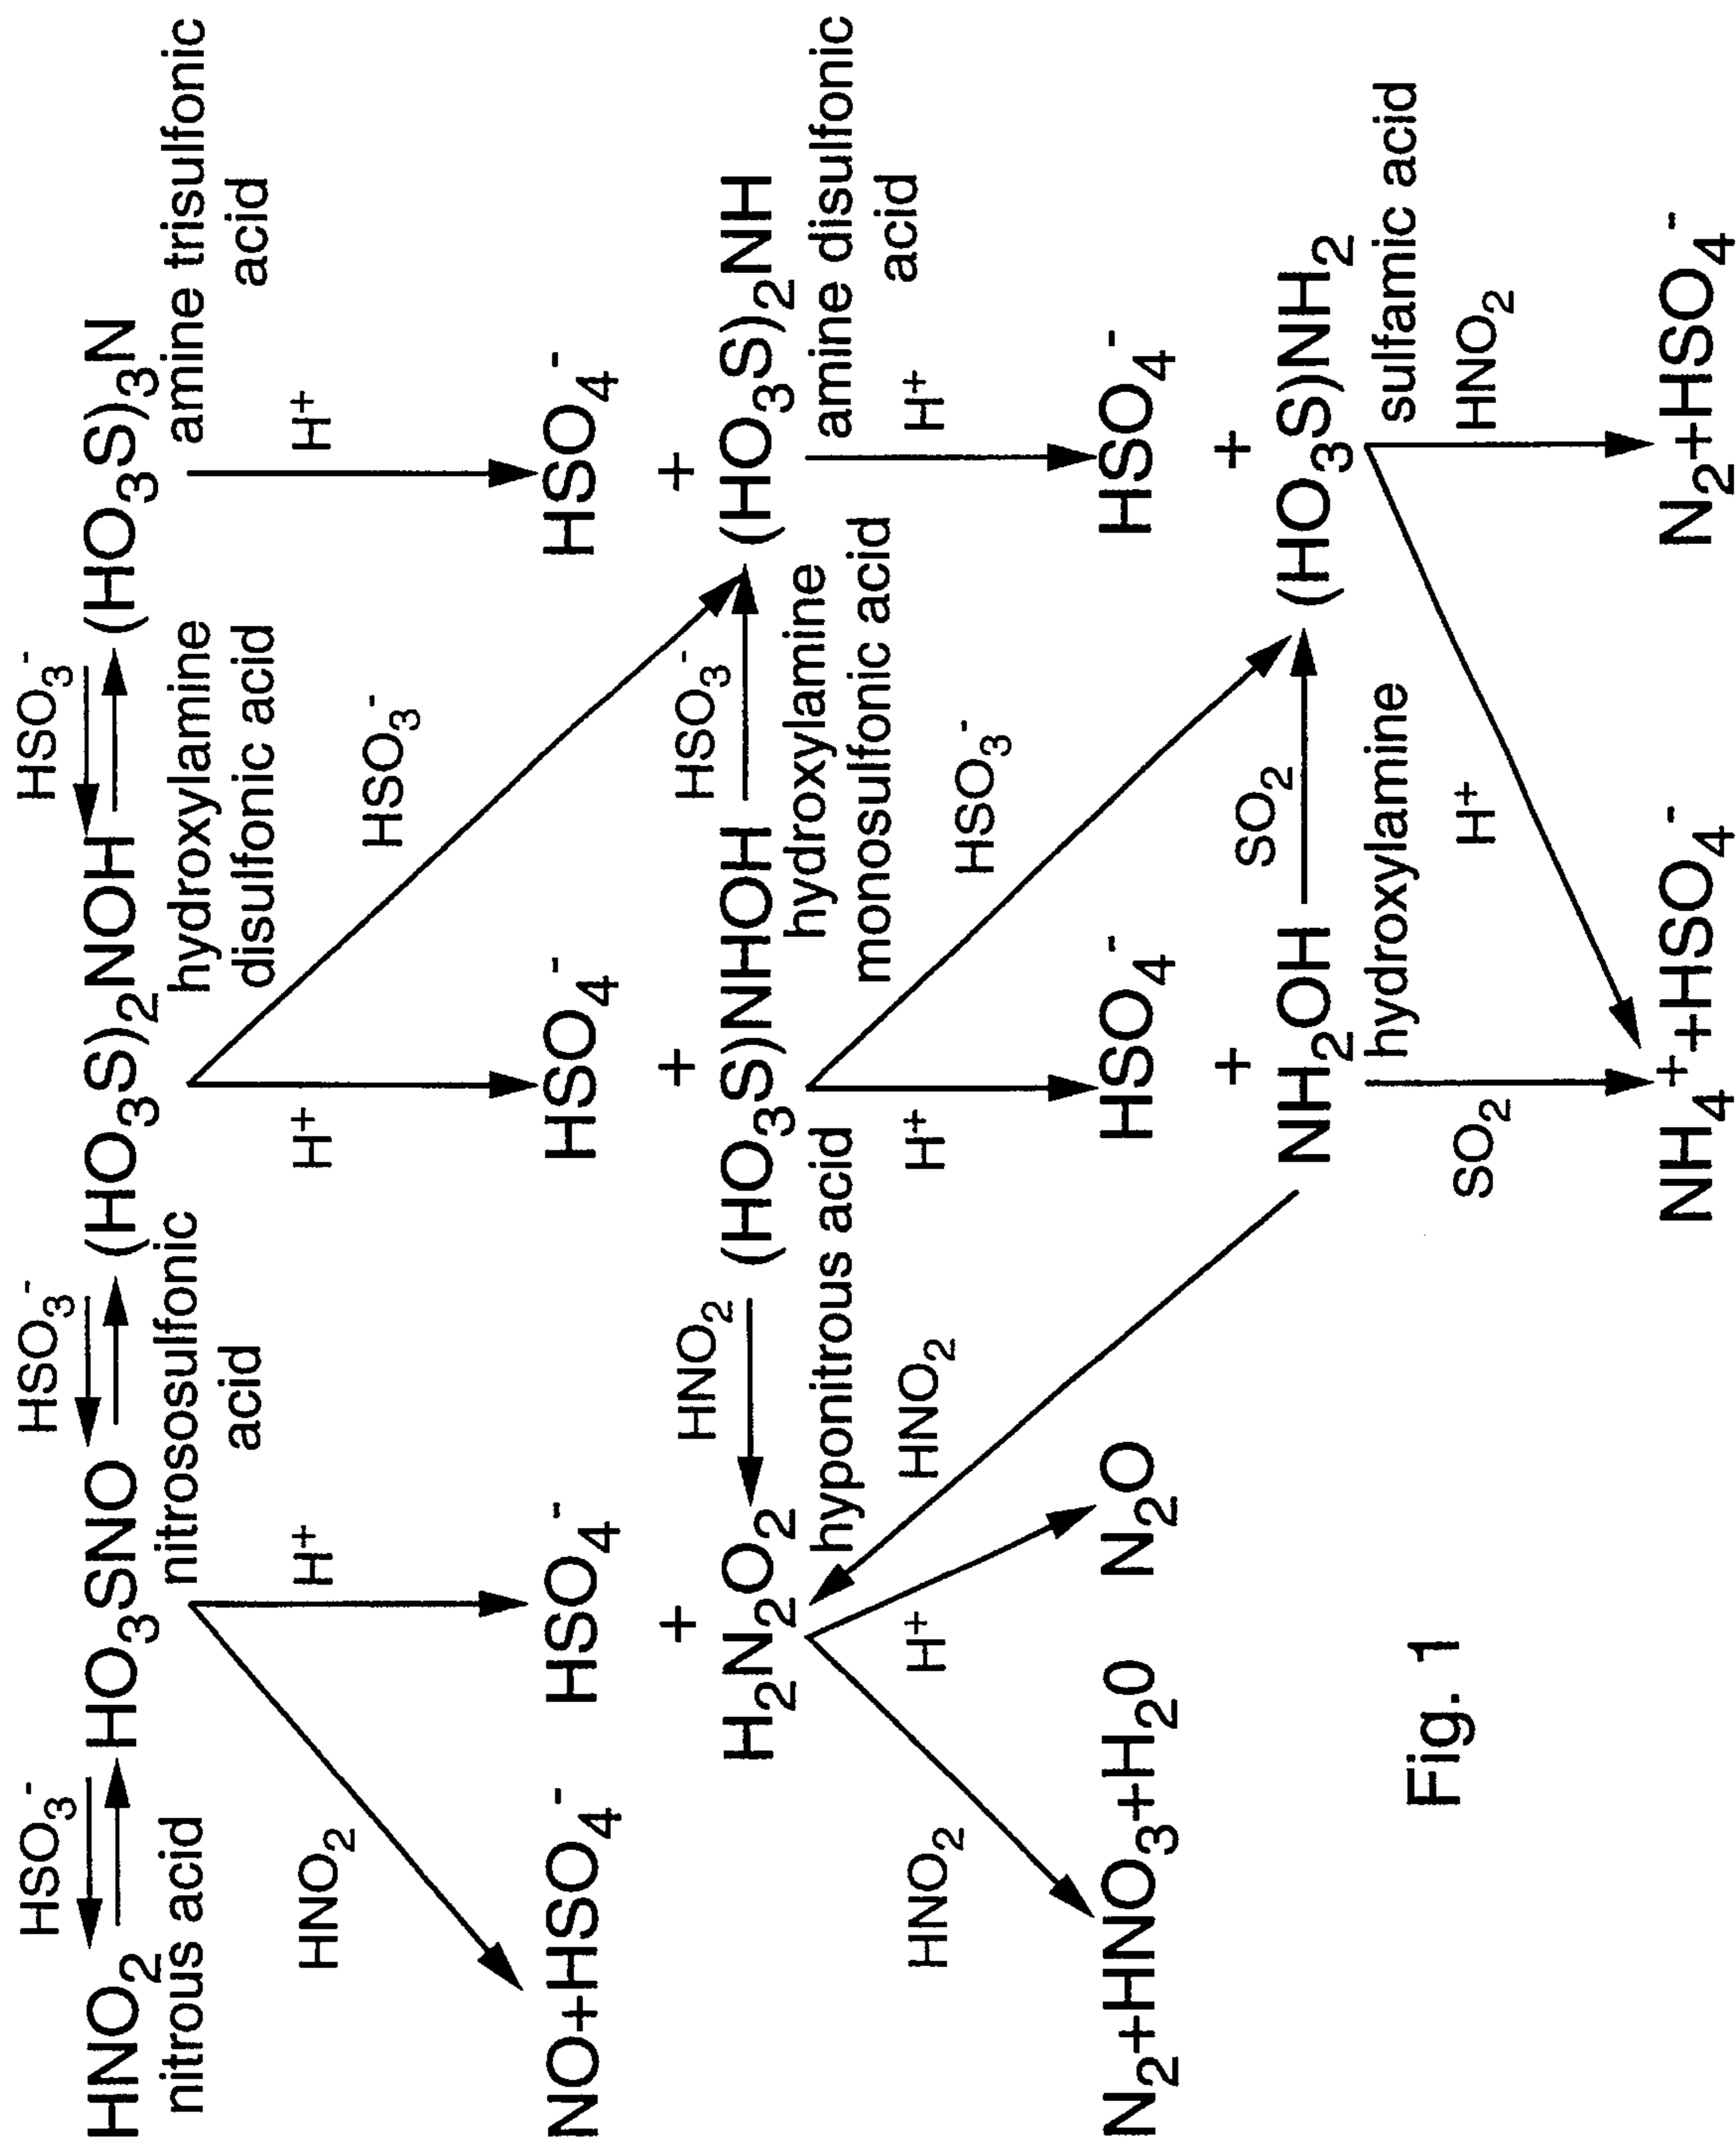 HSO3- HSO3- HSO3-
HNO2 HO3SNO (HO3S)2NOH (HO3S)3N
nitrous acid nitrososulfonic acid hydroxylamine disulfonic acid amine trisulfonic acid
HNO2 H+ H+ HSO3- H+
NO+HSO4- HSO4- HSO4- HSO4-
+ + +
HNO2 HSO3-
H2N2O2 (HO3S)NHOH (HO3S)2NH
hyponitrous acid hydroxylamine monosulfonic acid amine disulfonic acid
HNO2 H+ HNO2 H+ HSO3- H+
N2+HNO3+H20 N2O HSO4- HSO4-
+ +
SO2
NH2OH (HO3S)NH2
hydroxylamine sulfamic acid
SO2 H+ HNO2
NH4++HSO4- N2+HSO4-
Fig. 1